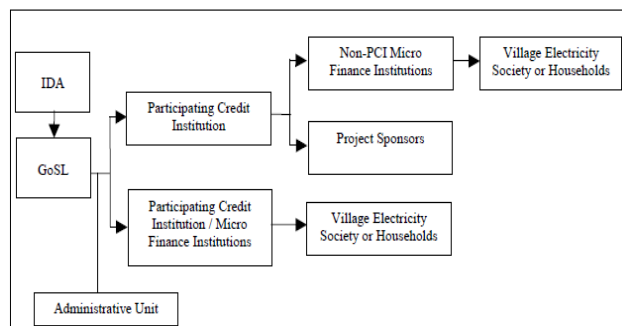 IDA
GoSL
Participating Credit
Institution
Non-PCI Micro
Finance Institutions
Village Electricity
Society or Households
Project Sponsors
Participating Credit
Institution / Micro
Finance Institutions
Village Electricity
Society or Households
Administrative Unit